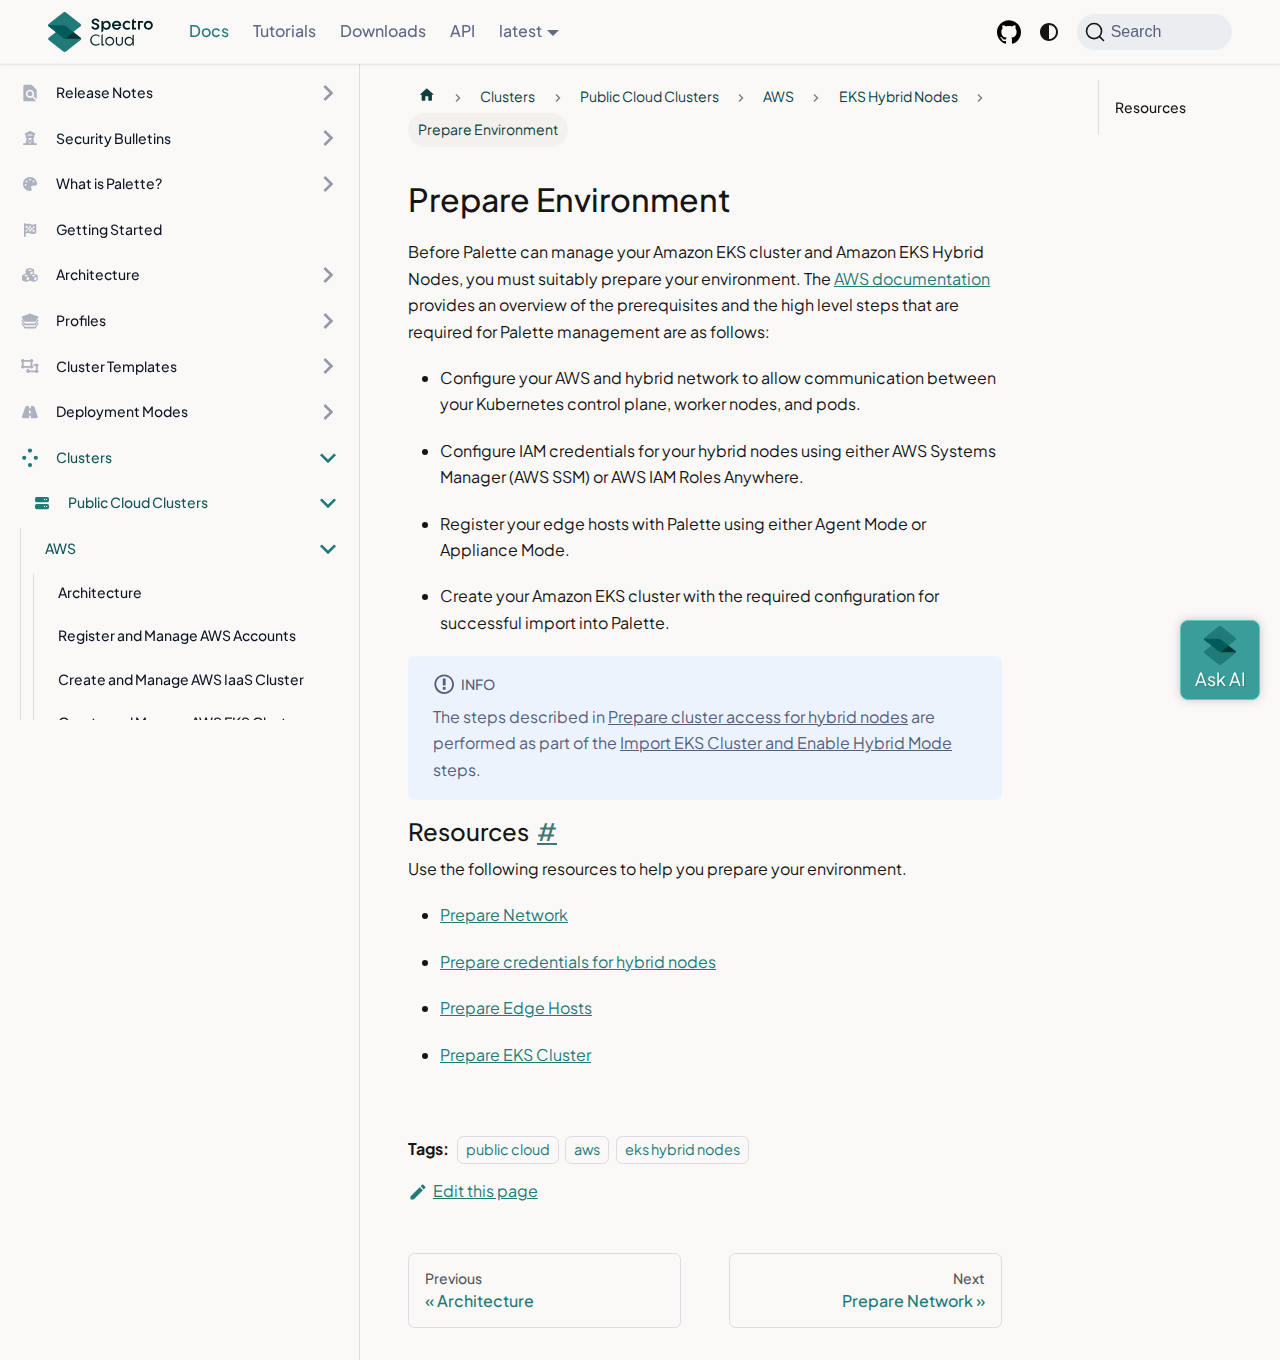 Spectro Cloud
Docs
Tutorials
Downloads
API
latest
Search
Release Notes
Security Bulletins
What is Palette?
Getting Started
Architecture
Profiles
Cluster Templates
Deployment Modes
Clusters
Public Cloud Clusters
AWS
Architecture
Register and Manage AWS Accounts
Create and Manage AWS IaaS Cluster
Clusters
Public Cloud Clusters
AWS
EKS Hybrid Nodes
Prepare Environment
Prepare Environment
Before Palette can manage your Amazon EKS cluster and Amazon EKS Hybrid
Nodes, you must suitably prepare your environment. The AWS documentation
provides an overview of the prerequisites and the high level steps that are
required for Palette management are as follows:
Configure your AWS and hybrid network to allow communication between
your Kubernetes control plane, worker nodes, and pods.
Configure IAM credentials for your hybrid nodes using either AWS Systems
Manager (AWS SSM) or AWS IAM Roles Anywhere.
Register your edge hosts with Palette using either Agent Mode or
Appliance Mode.
Create your Amazon EKS cluster with the required configuration for
successful import into Palette.
INFO
The steps described in Prepare cluster access for hybrid nodes are
performed as part of the Import EKS Cluster and Enable Hybrid Mode
steps.
Resources #
Use the following resources to help you prepare your environment.
Prepare Network
Prepare credentials for hybrid nodes
Prepare Edge Hosts
Prepare EKS Cluster
Tags: public cloud aws eks hybrid nodes
Edit this page
Previous
« Architecture
Next
Prepare Network »
Resources
Ask AI